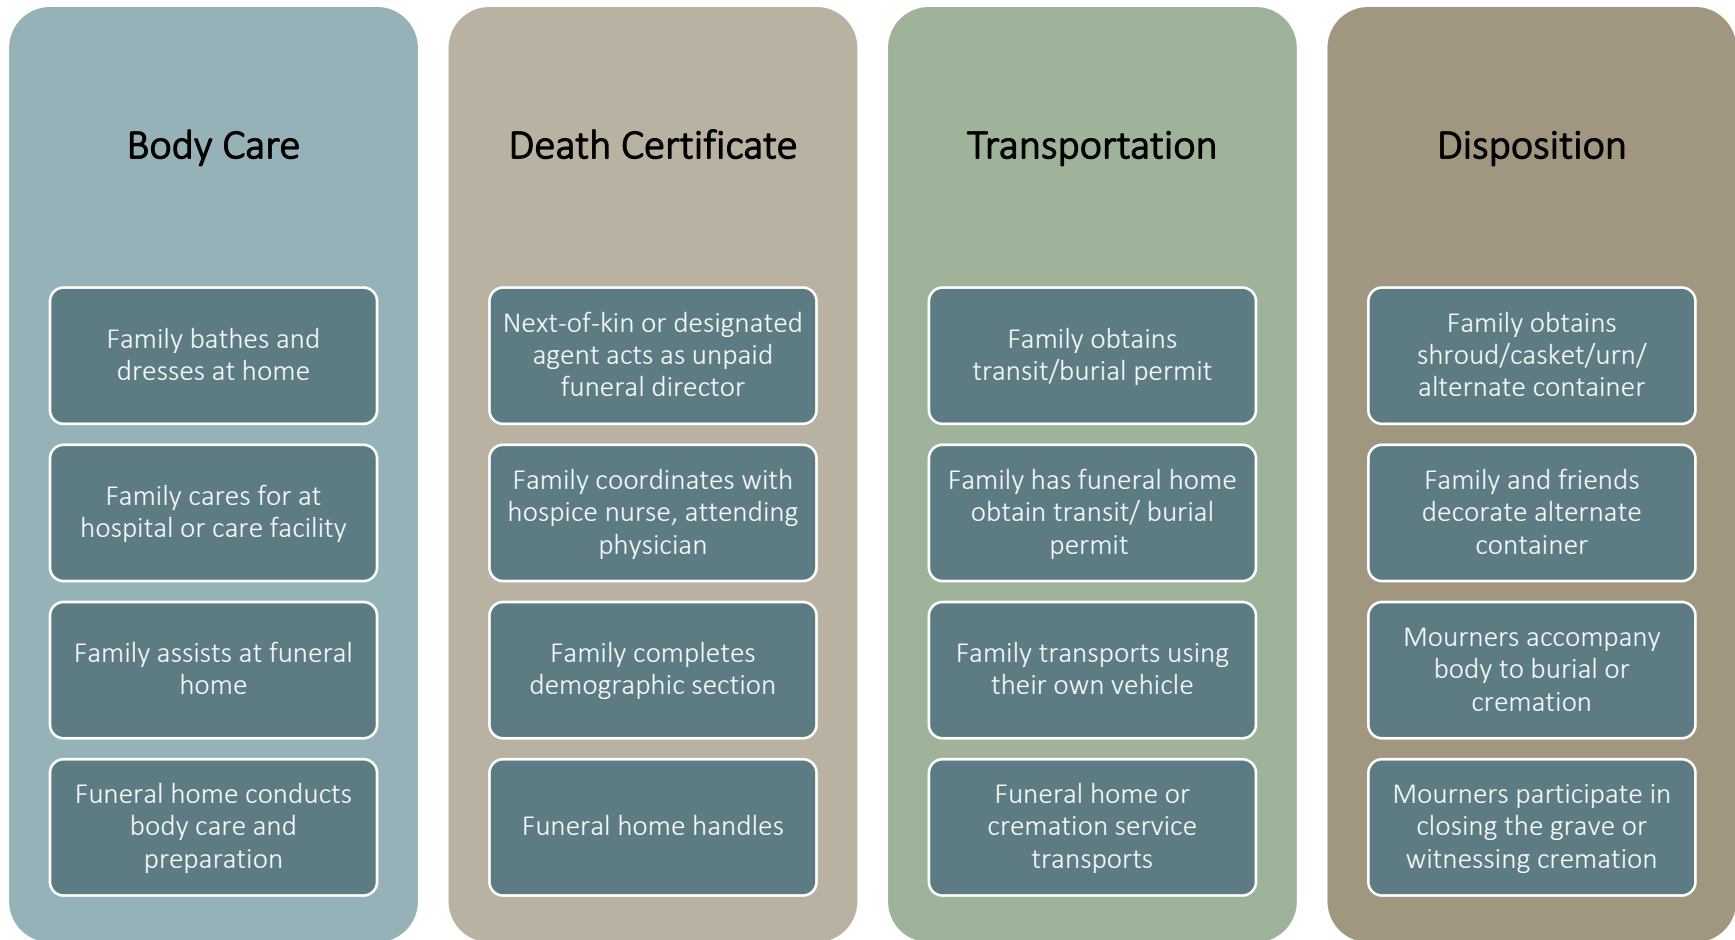 Body Care
Family bathes and
dresses at home
Family cares for at
hospital or care facility
Family assists at funeral
home
Funeral home conducts
body care and
preparation
Death Certificate
Next-of-kin or designated
agent acts as unpaid
funeral director
Family coordinates with
hospice nurse, attending
physician
Family completes
demographic section
Funeral home handles
Transportation
Family obtains
transit/burial permit
Family has funeral home
obtain transit/ burial
permit
Family transports using
their own vehicle
Funeral home or
cremation service
transports
Disposition
Family obtains
shroud/casket/urn/
alternate container
Family and friends
decorate alternate
container
Mourners accompany
body to burial or
cremation
Mourners participate in
closing the grave or
witnessing cremation